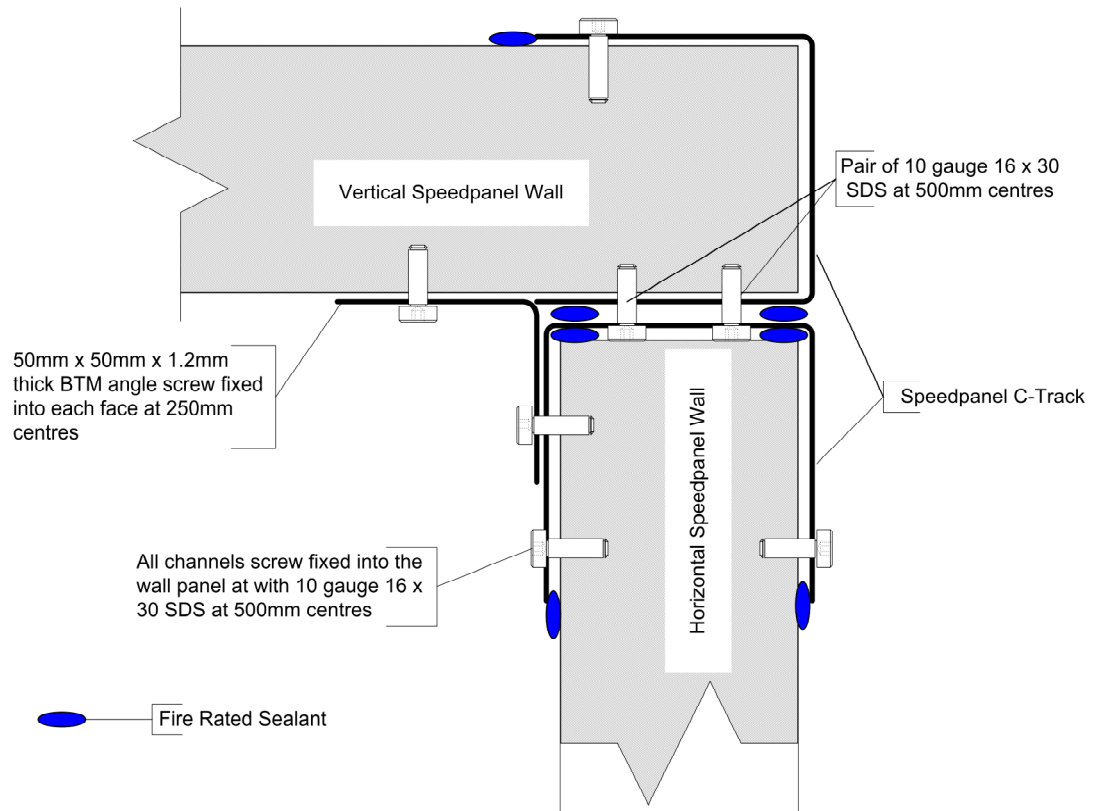 Vertical Speedpanel Wall
Pair of 10 gauge 16 x 30
SDS at 500mm centres
50mm x 50mm x 1.2mm
thick BTM angle screw fixed
into each face at 250mm
centres
Speedpanel C-Track
Horizontal Speedpanel Wall
All channels screw fixed into the
wall panel at with 10 gauge 16 x
30 SDS at 500mm centres
Fire Rated Sealant